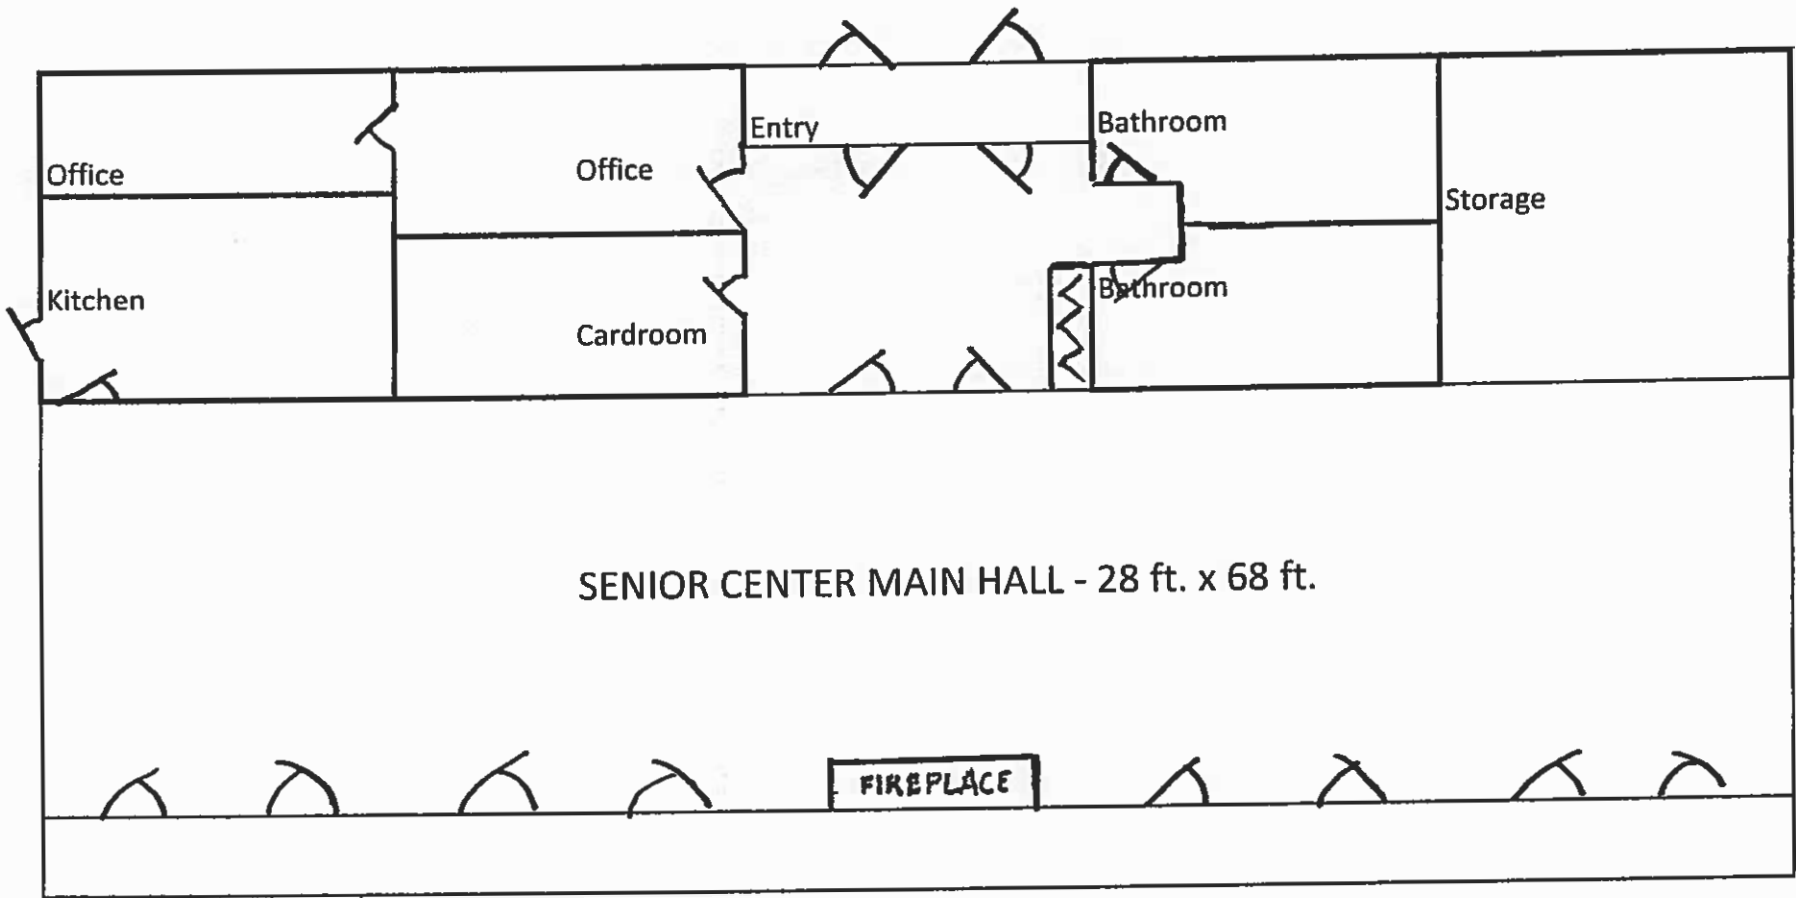 Entry
Bathroom
Office
Office
Storage
Kitchen
Bathroom
Cardroom
SENIOR CENTER MAIN HALL - 28 ft. x 68 ft.
FIREPLACE